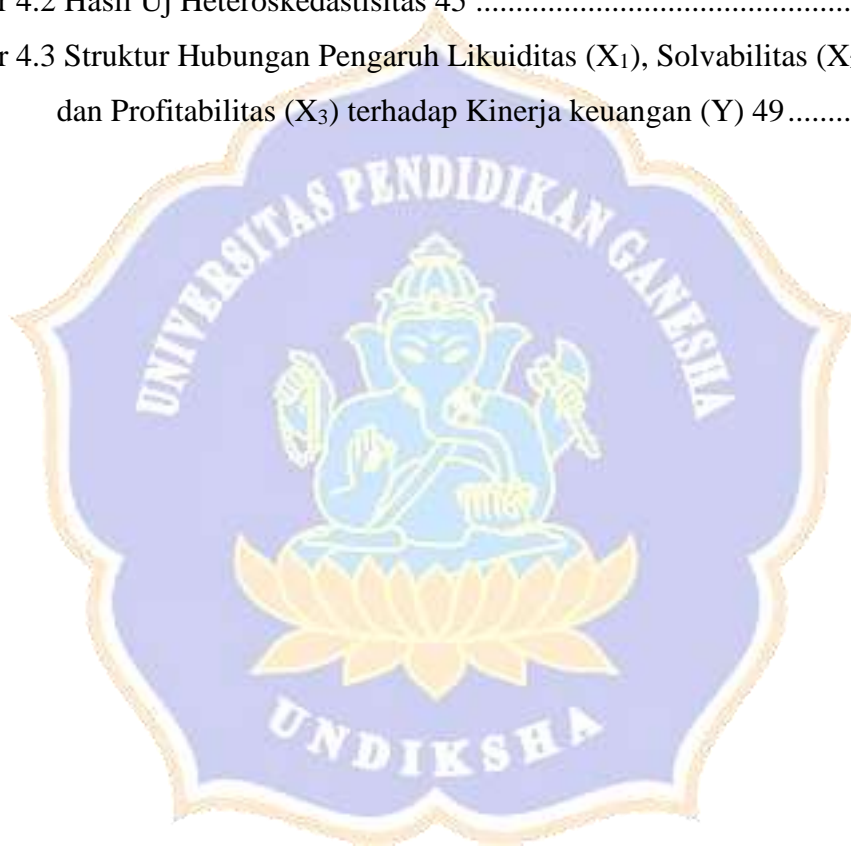 r 4.2 Hasil Uj Heteroskedastisitas 45 ..........................................
r 4.3 Struktur Hubungan Pengaruh Likuiditas (X₁), Solvabilitas (X
dan Profitabilitas (X₃) terhadap Kinerja keuangan (Y) 49 ........
UNIVERSITAS PENDIDIKAN GANESHA
UNDIKSHA